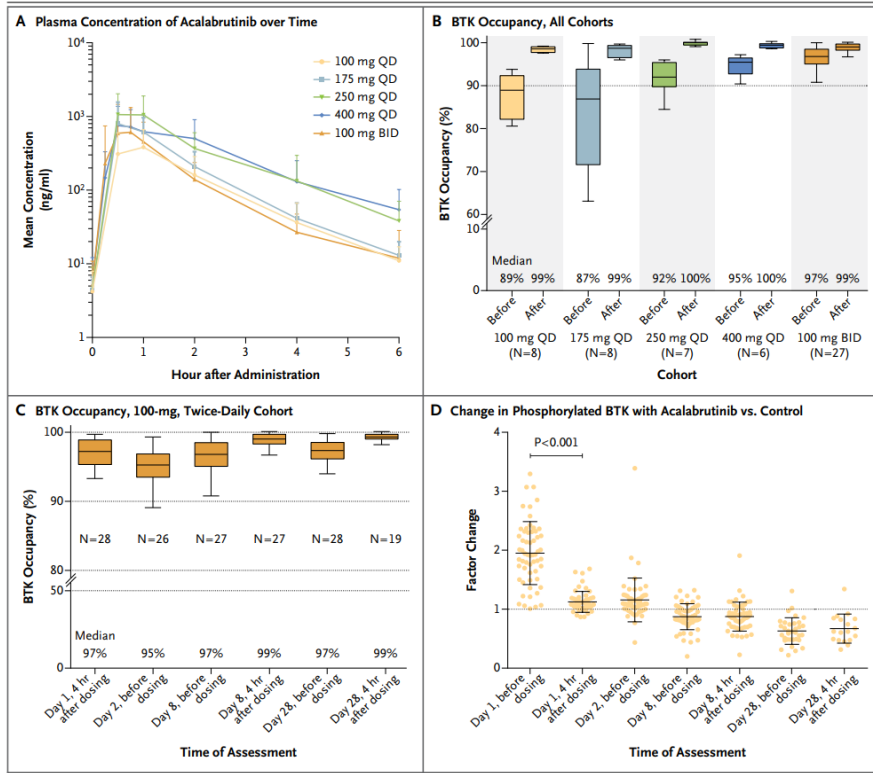 A Plasma Concentration of Acalabrutinib over Time
Mean Concentration
(ng/ml)
10⁴
10³
10²
10¹
1
100 mg QD
175 mg QD
250 mg QD
400 mg QD
100 mg BID
0 1 2 4 6
Hour after Administration
B BTK Occupancy, All Cohorts
BTK Occupancy (%)
100
90
80
70
60
10
0
Median
89% 99% 87% 99% 92% 100% 95% 100% 97% 99%
Before After Before After Before After Before After Before After
100 mg QD 175 mg QD 250 mg QD 400 mg QD 100 mg BID
(N=8) (N=8) (N=7) (N=6) (N=27)
Cohort
C BTK Occupancy, 100-mg, Twice-Daily Cohort
BTK Occupancy (%)
100
90
80
50
0
N=28 N=26 N=27 N=27 N=28 N=19
Median
97% 95% 97% 99% 97% 99%
Day 1, 4 hr
after dosing
Day 2, before
dosing
Day 8, before
dosing
Day 8, 4 hr
after dosing
Day 28, before
dosing
Day 28, 4 hr
after dosing
Time of Assessment
D Change in Phosphorylated BTK with Acalabrutinib vs. Control
Factor Change
4
3
2
1
0
P<0.001
Day 1, before
dosing
Day 1, 4 hr
after dosing
Day 2, before
dosing
Day 8, before
dosing
Day 8, 4 hr
after dosing
Day 28, before
dosing
Day 28, 4 hr
after dosing
Time of Assessment